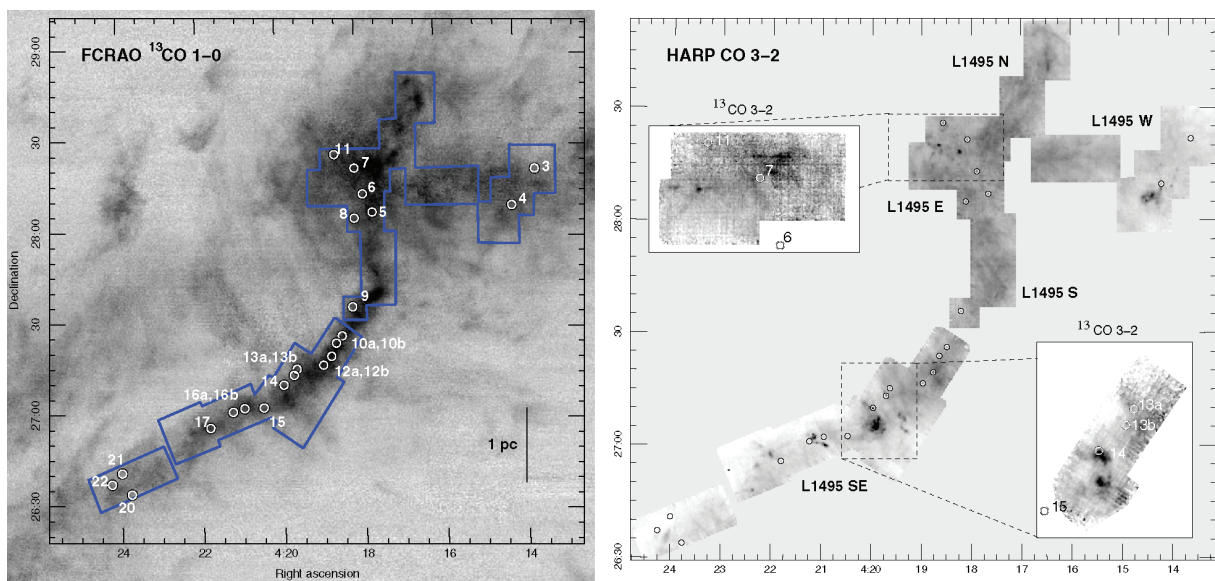 FCRAO ¹³CO 1–0
29:00
30
28:00
30
27:00
26:30
Declination
11
7
3
6
4
8
5
9
10a,10b
13a,13b
12a,12b
14
16a,16b
17
15
21
22
20
1 pc
24
22
4:20
18
16
14
Right ascension
HARP CO 3–2
L1495 N
¹³CO 3–2
L1495 W
11
7
6
L1495 E
L1495 S
¹³CO 3–2
13a
13b
14
15
L1495 SE
30
28:00
30
27:00
26:30
24
23
22
21
4:20
19
18
17
16
15
14